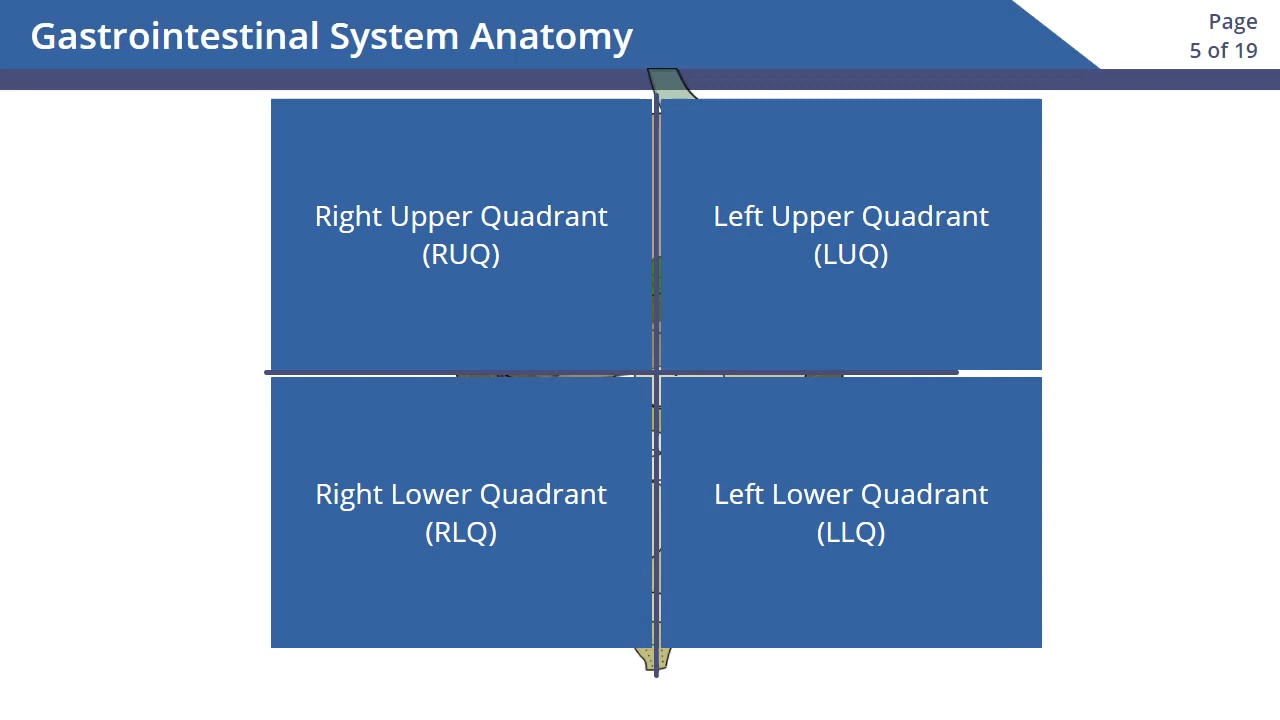 Gastrointestinal System Anatomy
Page
5 of 19
Right Upper Quadrant
(RUQ)
Left Upper Quadrant
(LUQ)
Right Lower Quadrant
(RLQ)
Left Lower Quadrant
(LLQ)